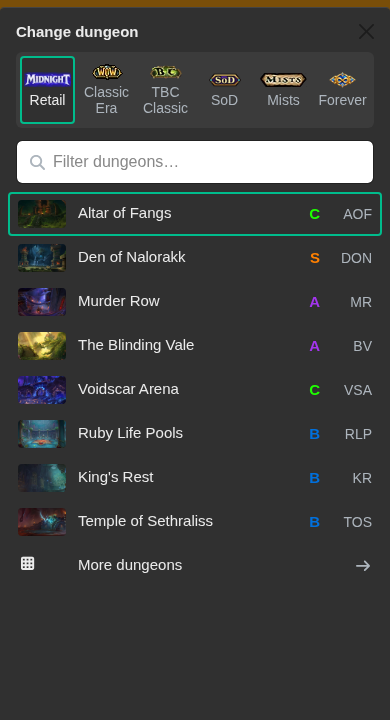 Change dungeon
MIDNIGHT
Retail
WOW
Classic
Era
BC
TBC
Classic
SoD
SoD
MISTS
Mists
Forever
Filter dungeons…
Altar of Fangs C AOF
Den of Nalorakk S DON
Murder Row A MR
The Blinding Vale A BV
Voidscar Arena C VSA
Ruby Life Pools B RLP
King's Rest B KR
Temple of Sethraliss B TOS
More dungeons